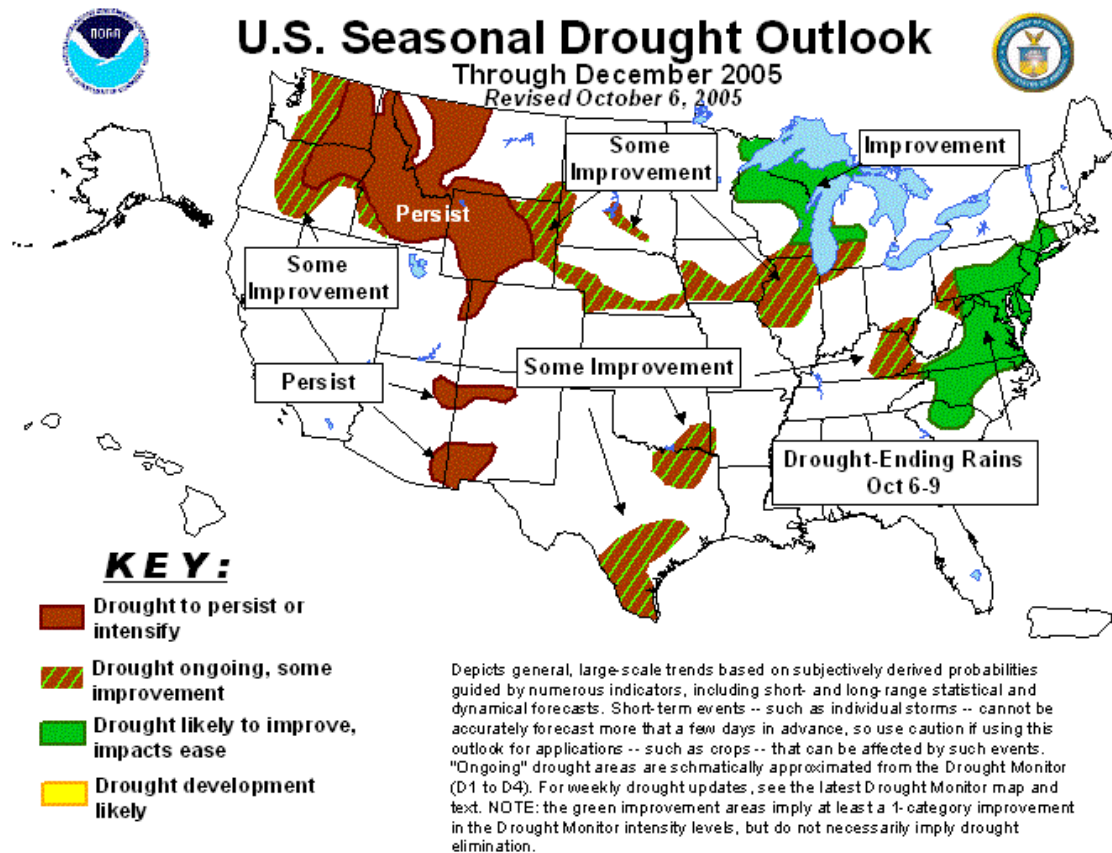 NOAA
U.S. Seasonal Drought Outlook
Through December 2005
Revised October 6, 2005
Some
Improvement
Improvement
Persist
Some
Improvement
Persist
Some Improvement
Drought-Ending Rains
Oct 6-9
KEY:
Drought to persist or
intensify
Drought ongoing, some
improvement
Drought likely to improve,
impacts ease
Drought development
likely
Depicts general, large-scale trends based on subjectively derived probabilities
guided by numerous indicators, including short- and long-range statistical and
dynamical forecasts. Short-term events -- such as individual storms -- cannot be
accurately forecast more that a few days in advance, so use caution if using this
outlook for applications -- such as crops -- that can be affected by such events.
"Ongoing" drought areas are schmatically approximated from the Drought Monitor
(D1 to D4). For weekly drought updates, see the latest Drought Monitor map and
text. NOTE: the green improvement areas imply at least a 1-category improvement
in the Drought Monitor intensity levels, but do not necessarily imply drought
elimination.